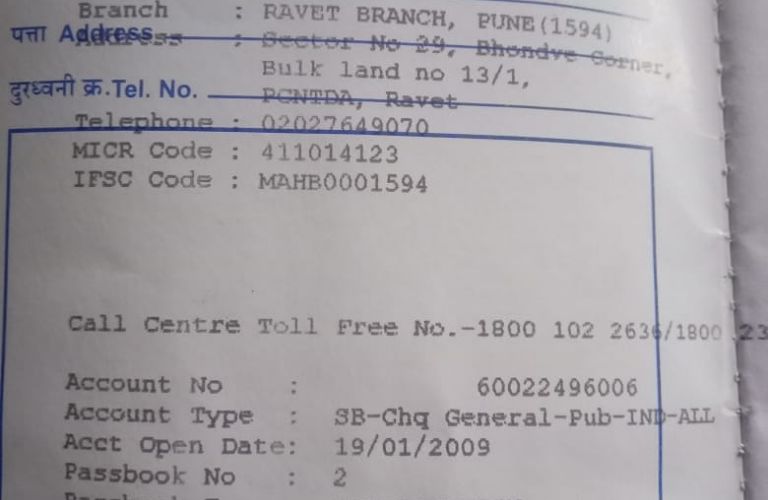 Branch : RAVET BRANCH, PUNE(1594)
पत्ता Address
Address : Sector No 29, Bhondve Corner,
Bulk land no 13/1,
दुरध्वनी क्र.Tel. No.
PCNTDA, Ravet
Telephone : 02027649070
MICR Code : 411014123
IFSC Code : MAHB0001594
Call Centre Toll Free No.-1800 102 2636/1800 23
Account No : 60022496006
Account Type : SB-Chq General-Pub-IND-ALL
Acct Open Date: 19/01/2009
Passbook No : 2